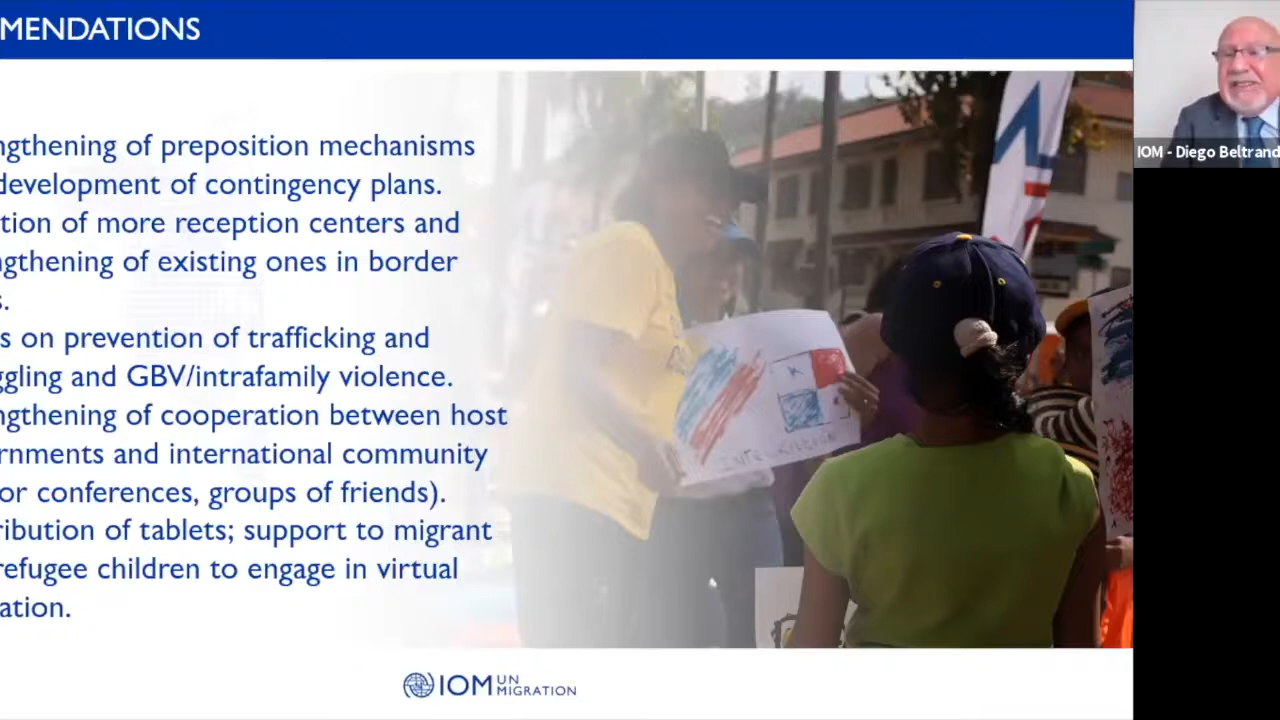 MENDATIONS
ngthening of preposition mechanisms
development of contingency plans.
tion of more reception centers and
ngthening of existing ones in border
s.
s on prevention of trafficking and
ggling and GBV/intrafamily violence.
ngthening of cooperation between host
rnments and international community
or conferences, groups of friends).
ribution of tablets; support to migrant
refugee children to engage in virtual
ation.
IOM UN
MIGRATION
IOM - Diego Beltrand